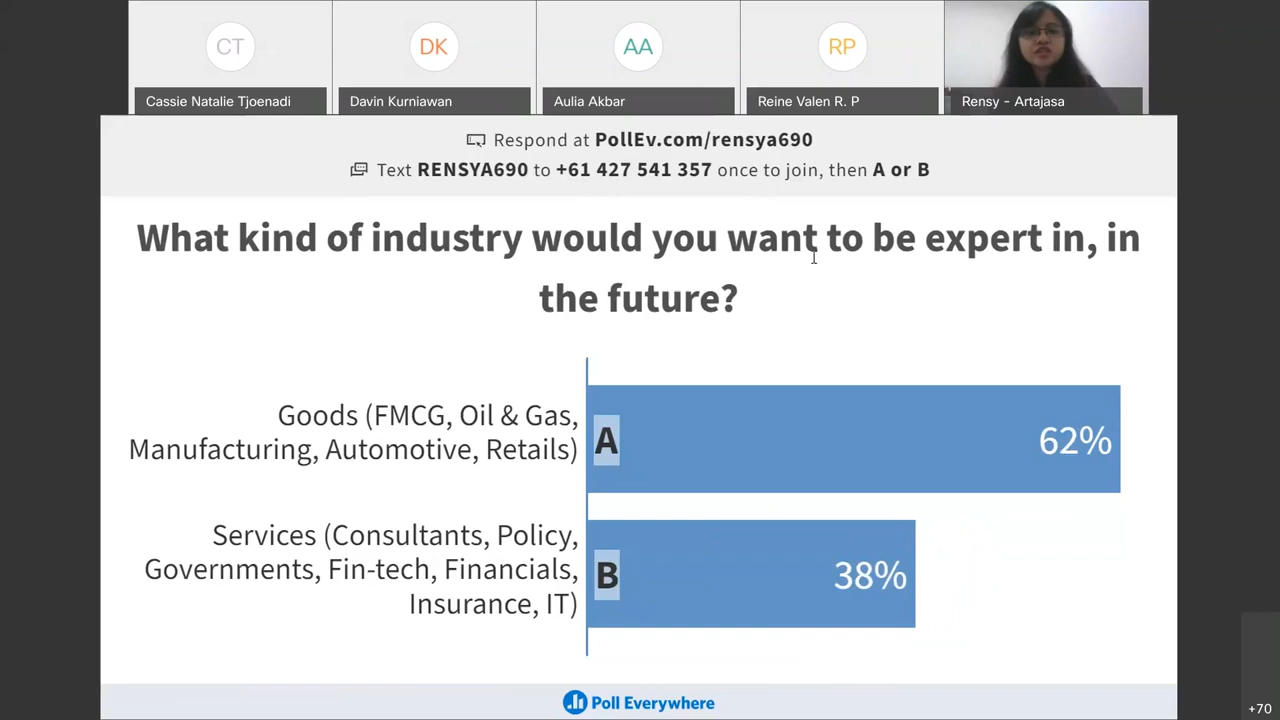 CT
DK
AA
RP
Cassie Natalie Tjoenadi
Davin Kurniawan
Aulia Akbar
Reine Valen R. P
Rensy - Artajasa
Respond at PollEv.com/rensya690
Text RENSYA690 to +61 427 541 357 once to join, then A or B
What kind of industry would you want to be expert in, in
the future?
Goods (FMCG, Oil & Gas,
Manufacturing, Automotive, Retails)
A
62%
Services (Consultants, Policy,
Governments, Fin-tech, Financials,
Insurance, IT)
B
38%
Poll Everywhere
+70